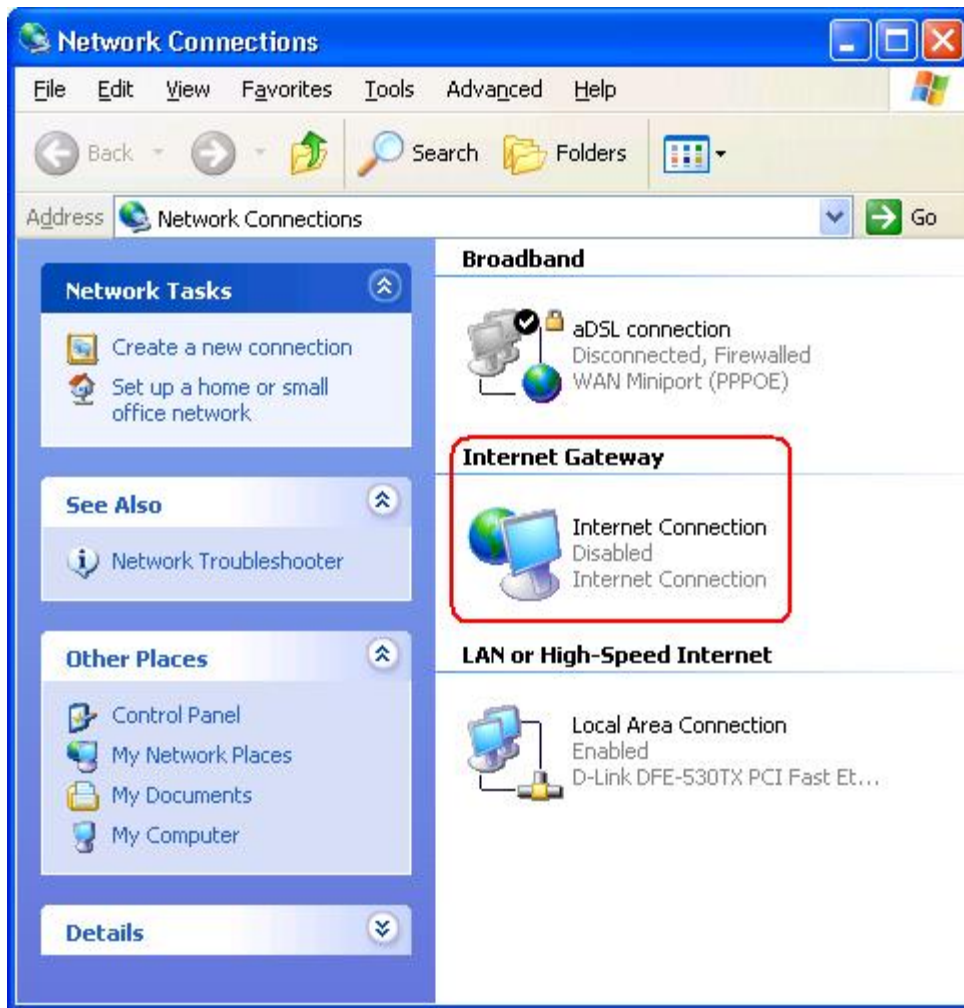 Network Connections
File Edit View Favorites Tools Advanced Help
Back Search Folders
Address Network Connections Go
Network Tasks
Create a new connection
Set up a home or small
office network
See Also
Network Troubleshooter
Other Places
Control Panel
My Network Places
My Documents
My Computer
Details
Broadband
aDSL connection
Disconnected, Firewalled
WAN Miniport (PPPOE)
Internet Gateway
Internet Connection
Disabled
Internet Connection
LAN or High-Speed Internet
Local Area Connection
Enabled
D-Link DFE-530TX PCI Fast Et...